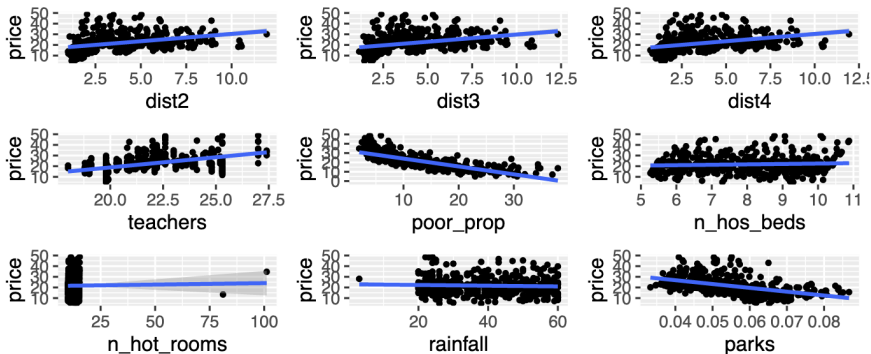 price 50 40 30 20 10
2.5 5.0 7.5 10.0
dist2
price 50 40 30 20 10
2.5 5.0 7.5 10.0 12.5
dist3
price 50 40 30 20 10
2.5 5.0 7.5 10.0 12.5
dist4
price 50 40 30 20 10
20.0 22.5 25.0 27.5
teachers
price 50 40 30 20 10 0
10 20 30
poor_prop
price 50 40 30 20 10
5 6 7 8 9 10 11
n_hos_beds
price 50 40 30 20 10
25 50 75 100
n_hot_rooms
price 50 40 30 20 10
20 40 60
rainfall
price 50 40 30 20 10
0.04 0.05 0.06 0.07 0.08
parks